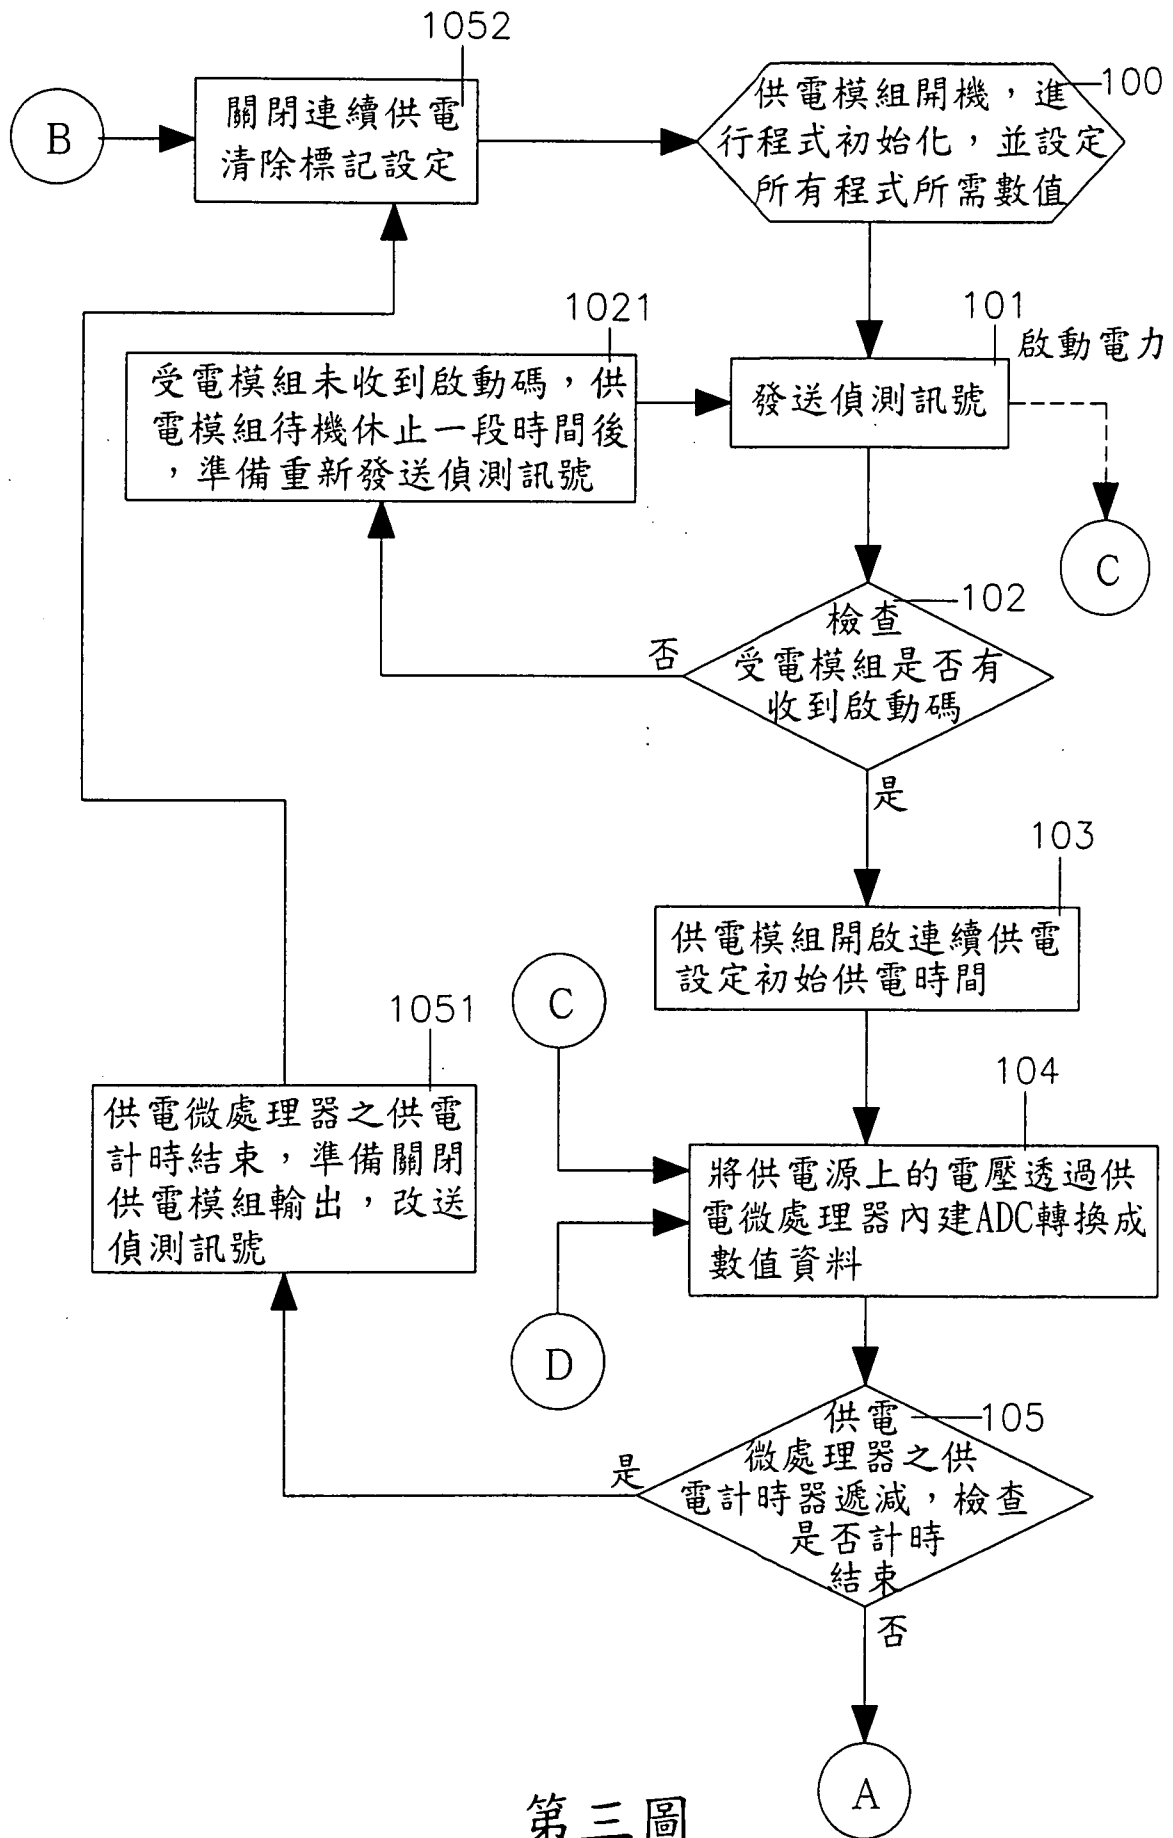 1052
B
關閉連續供電
清除標記設定
100
供電模組開機，進
行程式初始化，並設定
所有程式所需數值
1021
受電模組未收到啟動碼，供
電模組待機休止一段時間後
，準備重新發送偵測訊號
101
發送偵測訊號
啟動電力
C
102
檢查
受電模組是否有
收到啟動碼
否
是
103
供電模組開啟連續供電
設定初始供電時間
C
1051
供電微處理器之供電
計時結束，準備關閉
供電模組輸出，改送
偵測訊號
104
將供電源上的電壓透過供
電微處理器內建ADC轉換成
數值資料
D
105
供電
微處理器之供
電計時器遞減，檢查
是否計時
結束
是
否
A
第三圖